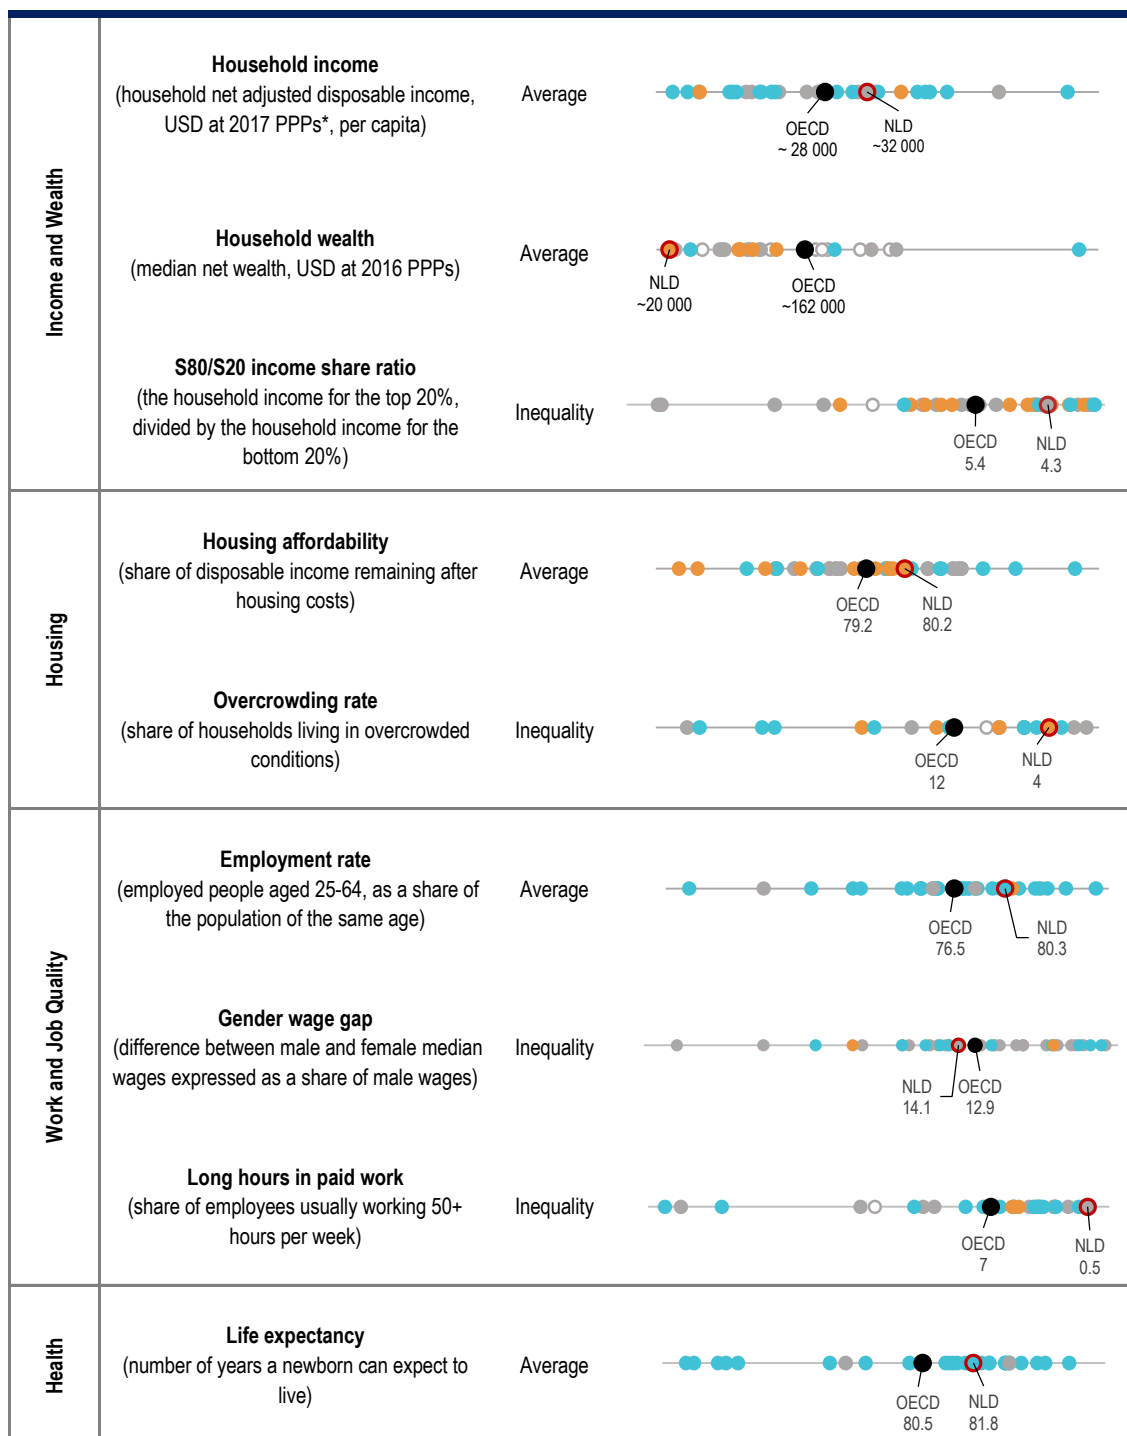 Income and Wealth
Household income
(household net adjusted disposable income,
USD at 2017 PPPs*, per capita)
Average
OECD
~ 28 000
NLD
~32 000
Household wealth
(median net wealth, USD at 2016 PPPs)
Average
NLD
~20 000
OECD
~162 000
S80/S20 income share ratio
(the household income for the top 20%,
divided by the household income for the
bottom 20%)
Inequality
OECD
5.4
NLD
4.3
Housing
Housing affordability
(share of disposable income remaining after
housing costs)
Average
OECD
79.2
NLD
80.2
Overcrowding rate
(share of households living in overcrowded
conditions)
Inequality
OECD
12
NLD
4
Work and Job Quality
Employment rate
(employed people aged 25-64, as a share of
the population of the same age)
Average
OECD
76.5
NLD
80.3
Gender wage gap
(difference between male and female median
wages expressed as a share of male wages)
Inequality
NLD
14.1
OECD
12.9
Long hours in paid work
(share of employees usually working 50+
hours per week)
Inequality
OECD
7
NLD
0.5
Health
Life expectancy
(number of years a newborn can expect to
live)
Average
OECD
80.5
NLD
81.8